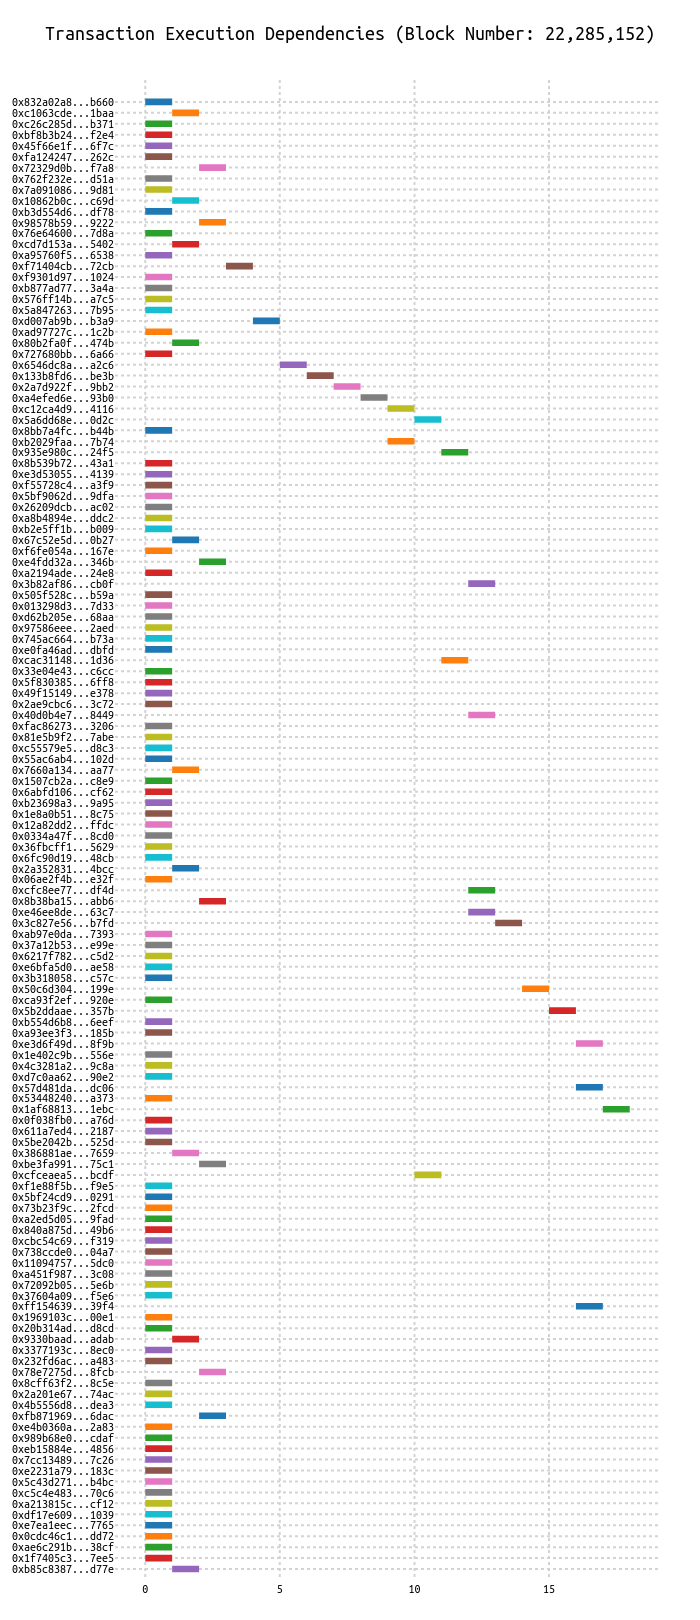 Transaction Execution Dependencies (Block Number: 22,285,152)
0x832a02a8...b660
0xc1063cde...1baa
0xc26c285d...b371
0xbf8b3b24...f2e4
0x45f66e1f...6f7c
0xfa124247...262c
0x72329d0b...f7a8
0x762f232e...d51a
0x7a091086...9d81
0x10862b0c...c69d
0xb3d554d6...df78
0x98578b59...9222
0x76e64600...7d8a
0xcd7d153a...5402
0xa95760f5...6538
0xf71404cb...72cb
0xf9301d97...1024
0xb877ad77...3a4a
0x576ff14b...a7c5
0x5a847263...7b95
0xd007ab9b...b3a9
0xad97727c...1c2b
0x80b2fa0f...474b
0x727680bb...6a66
0x6546dc8a...a2c6
0x133b8fd6...be3b
0x2a7d922f...9bb2
0xa4efed6e...93b0
0xc12ca4d9...4116
0x5a6dd68e...0d2c
0x8bb7a4fc...b44b
0xb2029faa...7b74
0x935e980c...24f5
0x8b539b72...43a1
0xe3d53055...4139
0xf55728c4...a3f9
0x5bf9062d...9dfa
0x26209dcb...ac02
0xa8b4894e...ddc2
0xb2e5ff1b...b009
0x67c52e5d...0b27
0xf6fe054a...167e
0xe4fdd32a...346b
0xa2194ade...24e8
0x3b82af86...cb0f
0x505f528c...b59a
0x013298d3...7d33
0xd62b205e...68aa
0x97586eee...2aed
0x745ac664...b73a
0xe0fa46ad...dbfd
0xcac31148...1d36
0x33e04e43...c6cc
0x5f830385...6ff8
0x49f15149...e378
0x2ae9cbc6...3c72
0x40d0b4e7...8449
0xfac86273...3206
0x81e5b9f2...7abe
0xc55579e5...d8c3
0x55ac6ab4...102d
0x7660a134...aa77
0x1507cb2a...c8e9
0x6abfd106...cf62
0xb23698a3...9a95
0x1e8a0b51...8c75
0x12a82dd2...ffdc
0x0334a47f...8cd0
0x36fbcff1...5629
0x6fc90d19...48cb
0x2a352831...4bcc
0x06ae2f4b...e32f
0xcfc8ee77...df4d
0x8b38ba15...abb6
0xe46ee8de...63c7
0x3c827e56...b7fd
0xab97e0da...7393
0x37a12b53...e99e
0x6217f782...c5d2
0xe6bfa5d0...ae58
0x3b318058...c57c
0x50c6d304...199e
0xca93f2ef...920e
0x5b2ddaae...357b
0xb554d6b8...6eef
0xa93ee3f3...185b
0xe3d6f49d...8f9b
0x1e402c9b...556e
0x4c3281a2...9c8a
0xd7c0aa62...90e2
0x57d481da...dc06
0x53448240...a373
0x1af68813...1ebc
0x0f038fb0...a76d
0x611a7ed4...2187
0x5be2042b...525d
0x386881ae...7659
0xbe3fa991...75c1
0xcfceaea5...bcdf
0xf1e88f5b...f9e5
0x5bf24cd9...0291
0x73b23f9c...2fcd
0xa2ed5d05...9fad
0x840a875d...49b6
0xcbc54c69...f319
0x738ccde0...04a7
0x11094757...5dc0
0xa451f987...3c08
0x72092b05...5e6b
0x37604a09...f5e6
0xff154639...39f4
0x1969103c...00e1
0x20b314ad...d8cd
0x9330baad...adab
0x3377193c...8ec0
0x232fd6ac...a483
0x78e7275d...8fcb
0x8cff63f2...8c5e
0x2a201e67...74ac
0x4b5556d8...dea3
0xfb871969...6dac
0xe4b0360a...2a83
0x989b68e0...cdaf
0xeb15884e...4856
0x7cc13489...7c26
0xe2231a79...183c
0x5c43d271...b4bc
0xc5c4e483...70c6
0xa213815c...cf12
0xdf17e609...1039
0xe7ea1eec...7765
0x0cdc46c1...dd72
0xae6c291b...38cf
0x1f7405c3...7ee5
0xb85c8387...d77e
0 5 10 15